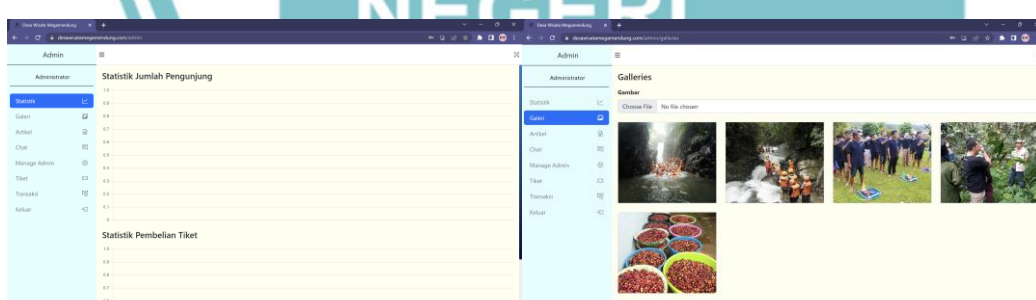 NEGERI
Desa Wisata Megamendung
desawisatamegamendung.com/admin
Admin
Administrator
Statistik
Galeri
Artikel
Chat
Manage Admin
Tiket
Transaksi
Keluar
Statistik Jumlah Pengunjung
1.0
0.9
0.8
0.7
0.6
0.5
0.4
0.3
0.2
0.1
0
Statistik Pembelian Tiket
1.0
0.9
0.8
0.7
Desa Wisata Megamendung
desawisatamegamendung.com/admin/galleries
Admin
Administrator
Statistik
Galeri
Artikel
Chat
Manage Admin
Tiket
Transaksi
Keluar
Galleries
Gambar
Choose File No file chosen